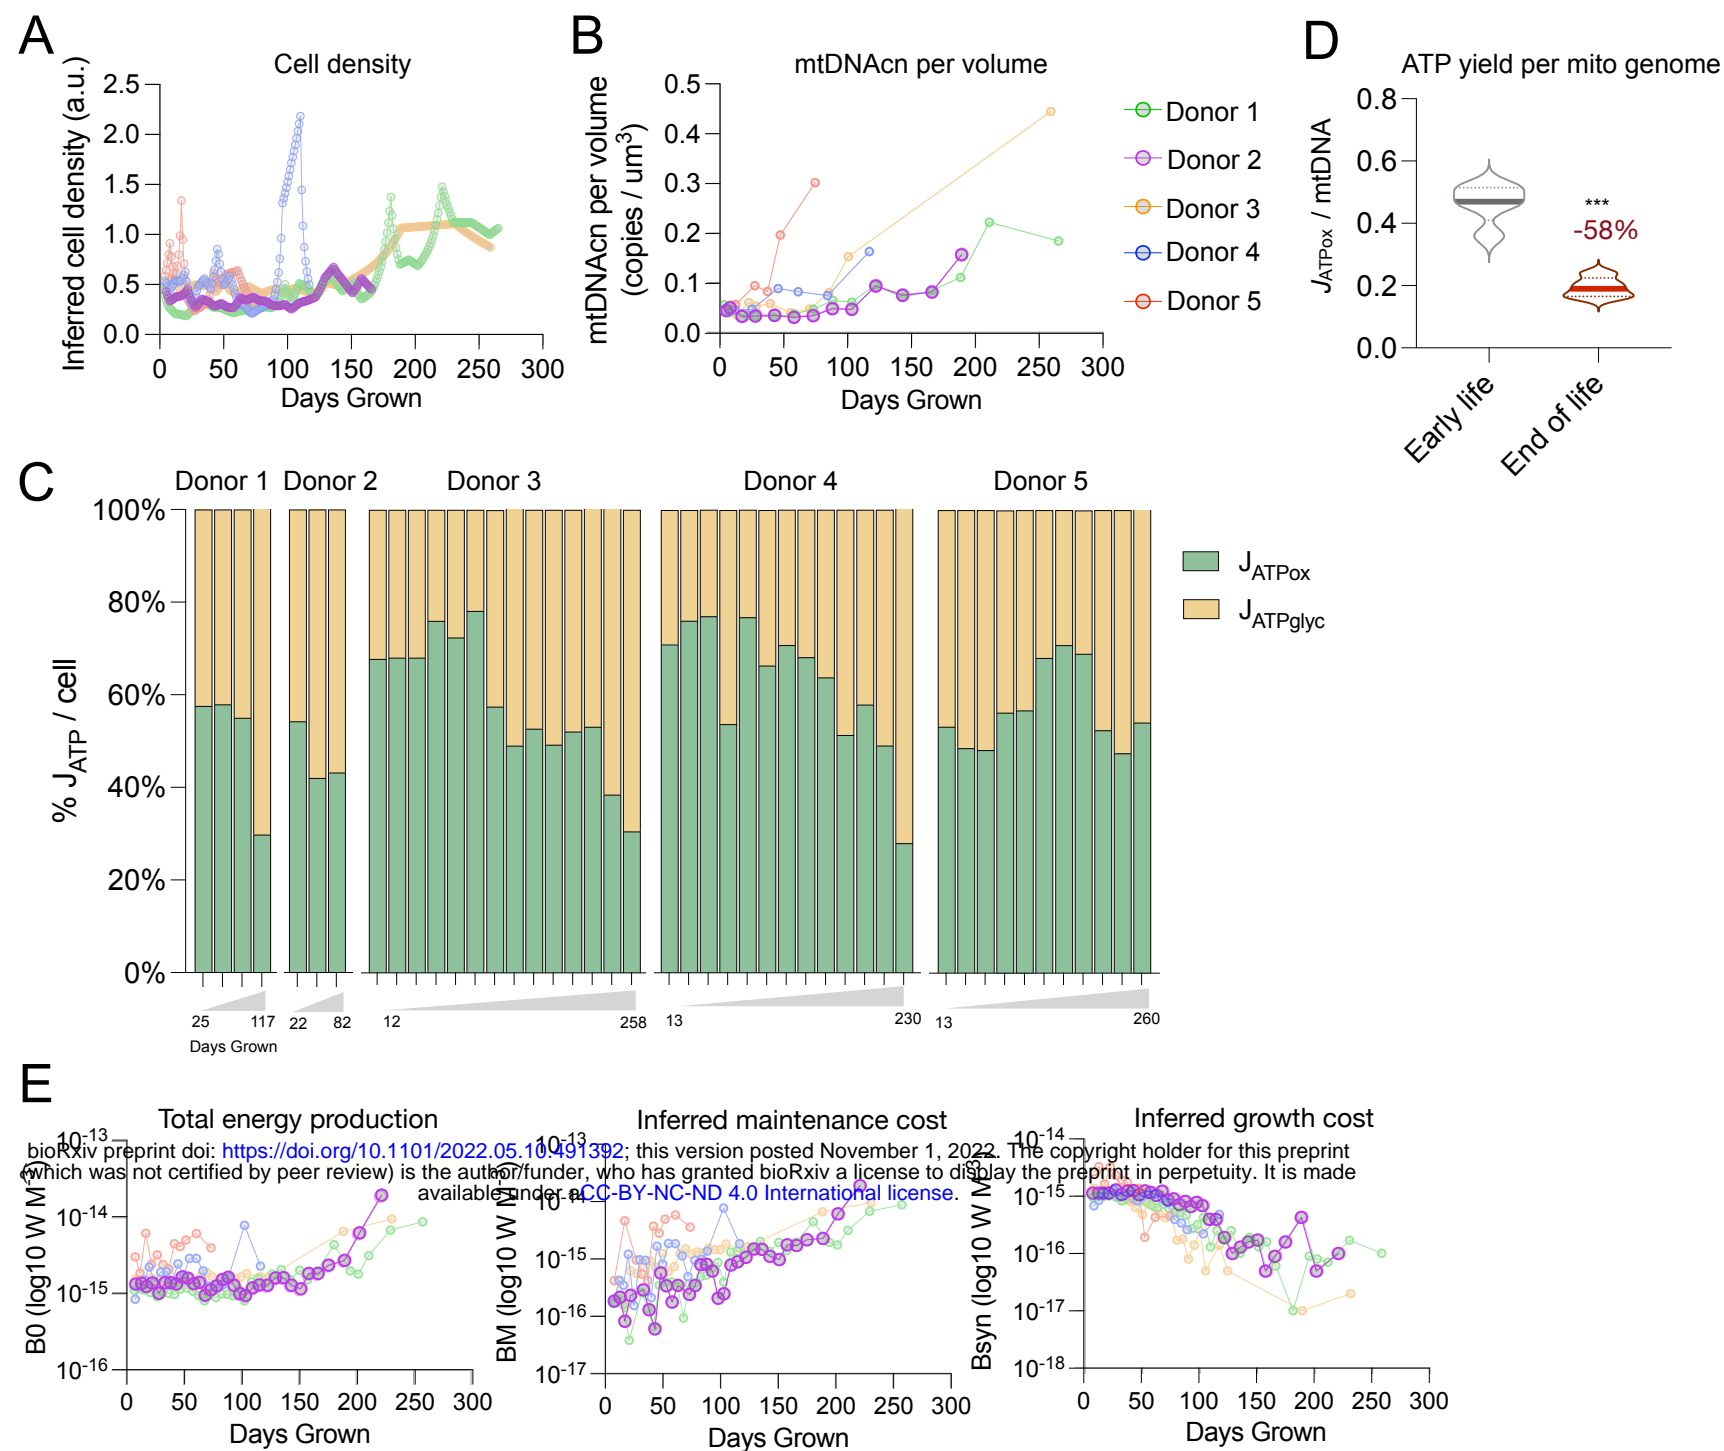 A
Cell density
Inferred cell density (a.u.)
2.5
2.0
1.5
1.0
0.5
0.0
0 50 100 150 200 250 300
Days Grown
B
mtDNAcn per volume
mtDNAcn per volume
(copies / um3)
0.5
0.4
0.3
0.2
0.1
0.0
0 50 100 150 200 250 300
Days Grown
Donor 1
Donor 2
Donor 3
Donor 4
Donor 5
D
ATP yield per mito genome
JATPox / mtDNA
0.8
0.6
0.4
0.2
0.0
***
-58%
Early life
End of life
C
Donor 1 Donor 2 Donor 3 Donor 4 Donor 5
% JATP / cell
100%
80%
60%
40%
20%
0%
JATPox
JATPglyc
25 117 22 82 12 258 13 230 13 260
Days Grown
E
Total energy production
B0 (log10 W M-3)
10-13
10-14
10-15
10-16
0 50 100 150 200 250 300
Days Grown
Inferred maintenance cost
BM (log10 W M-3)
10-13
10-14
10-15
10-16
10-17
0 50 100 150 200 250 300
Days Grown
Inferred growth cost
Bsyn (log10 W M-3)
10-14
10-15
10-16
10-17
10-18
0 50 100 150 200 250 300
Days Grown
bioRxiv preprint doi: https://doi.org/10.1101/2022.05.10.491392; this version posted November 1, 2022. The copyright holder for this preprint
(which was not certified by peer review) is the author/funder, who has granted bioRxiv a license to display the preprint in perpetuity. It is made
available under aCC-BY-NC-ND 4.0 International license.